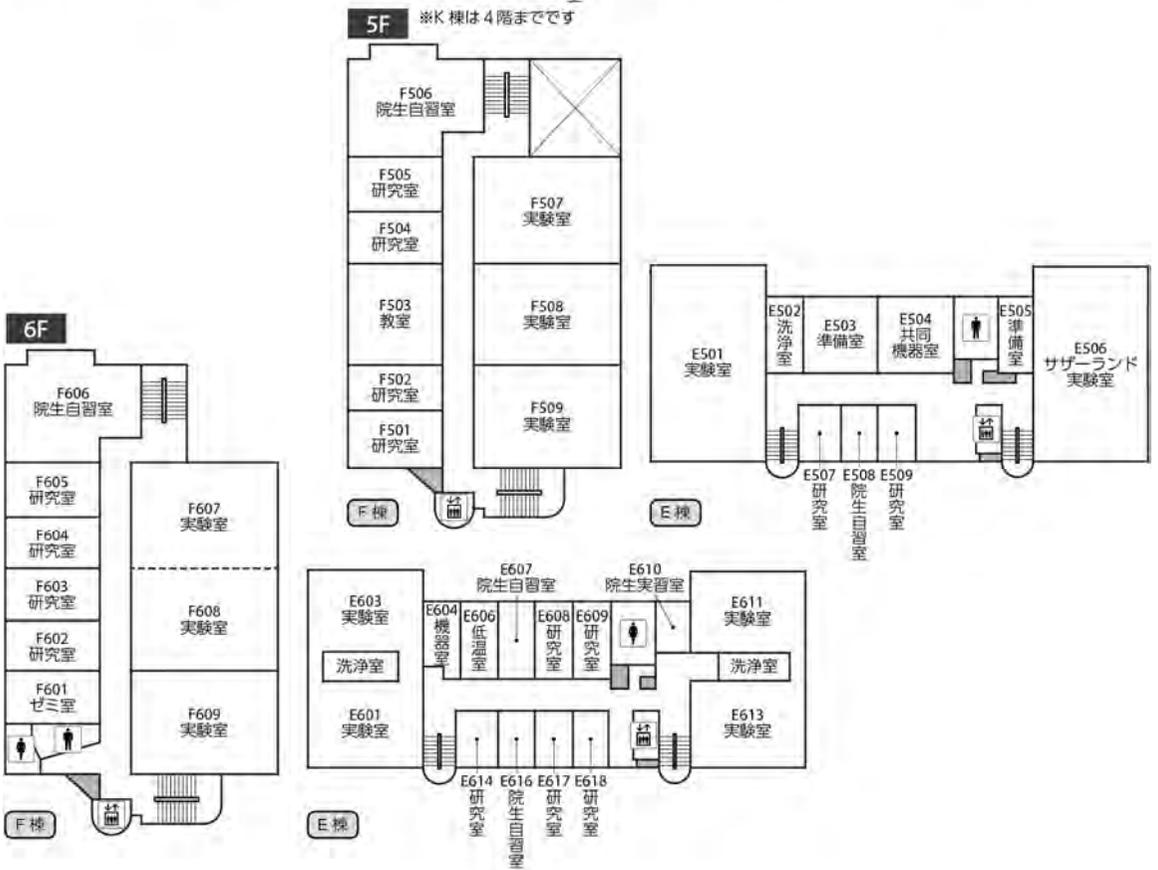 5F
※K 棟は 4 階までです
F506
院生自習室
F505
研究室
F504
研究室
F503
教室
F502
研究室
F501
研究室
F507
実験室
F508
実験室
F509
実験室
F 棟
E501
実験室
E502
洗浄室
E503
準備室
E504
共同
機器室
E505
準備室
E506
サザーランド
実験室
E507
研究室
E508
院生自習室
E509
研究室
E 棟
6F
F606
院生自習室
F605
研究室
F604
研究室
F603
研究室
F602
研究室
F601
ゼミ室
F607
実験室
F608
実験室
F609
実験室
F 棟
E603
実験室
洗浄室
E601
実験室
E604
機器室
E606
低温室
E607
院生自習室
E608
研究室
E609
研究室
E610
院生実習室
E611
実験室
洗浄室
E613
実験室
E614
研究室
E616
院生自習室
E617
研究室
E618
研究室
E 棟